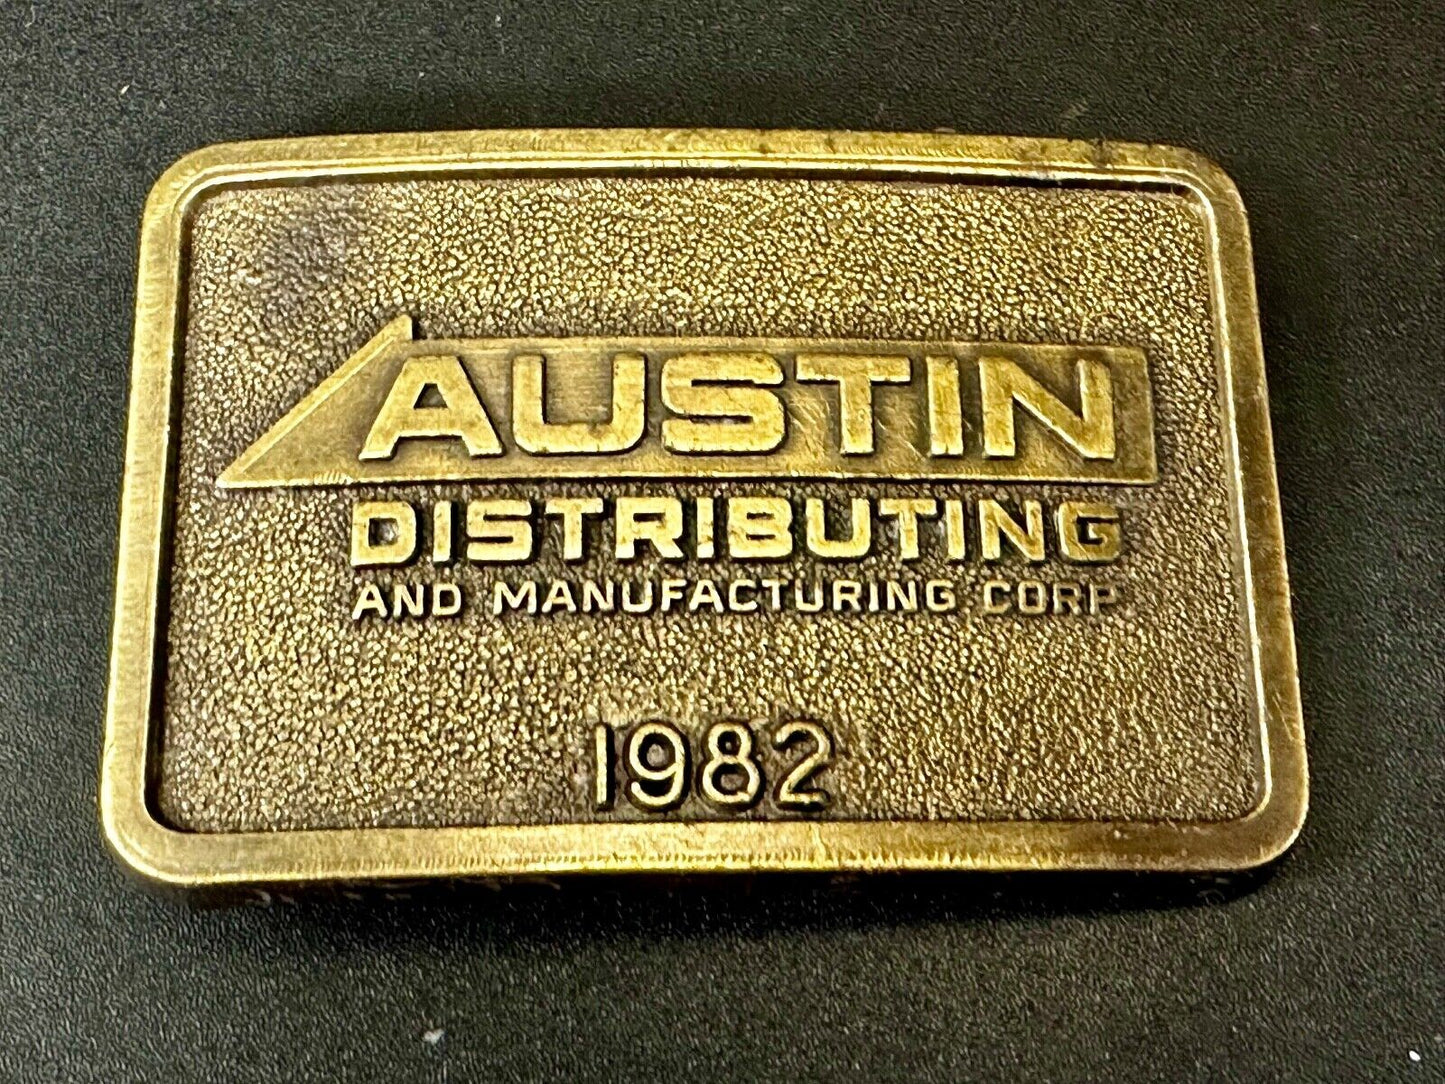 AUSTIN
DISTRIBUTING
AND MANUFACTURING CORP.
1982